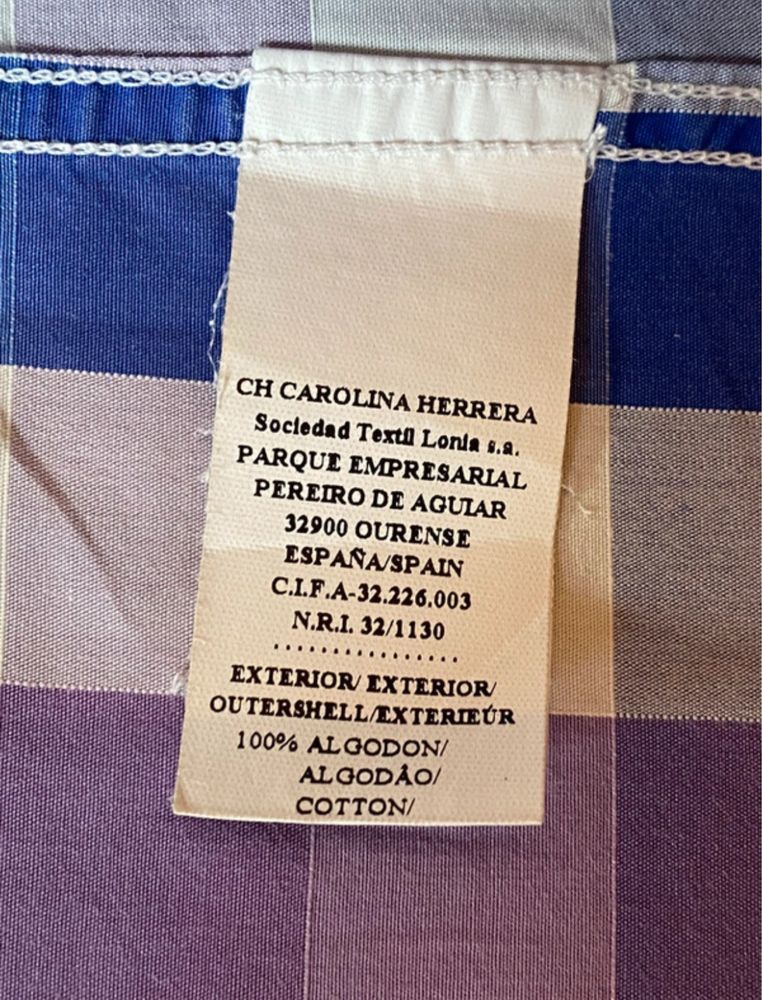 CH CAROLINA HERRERA
Sociedad Textil Lonia s.a.
PARQUE EMPRESARIAL
PEREIRO DE AGUIAR
32900 OURENSE
ESPAÑA/SPAIN
C.I.F.A-32.226.003
N.R.I. 32/1130
................
EXTERIOR/ EXTERIOR/
OUTERSHELL/EXTERIEÚR
100% ALGODON/
ALGODÂO/
COTTON/